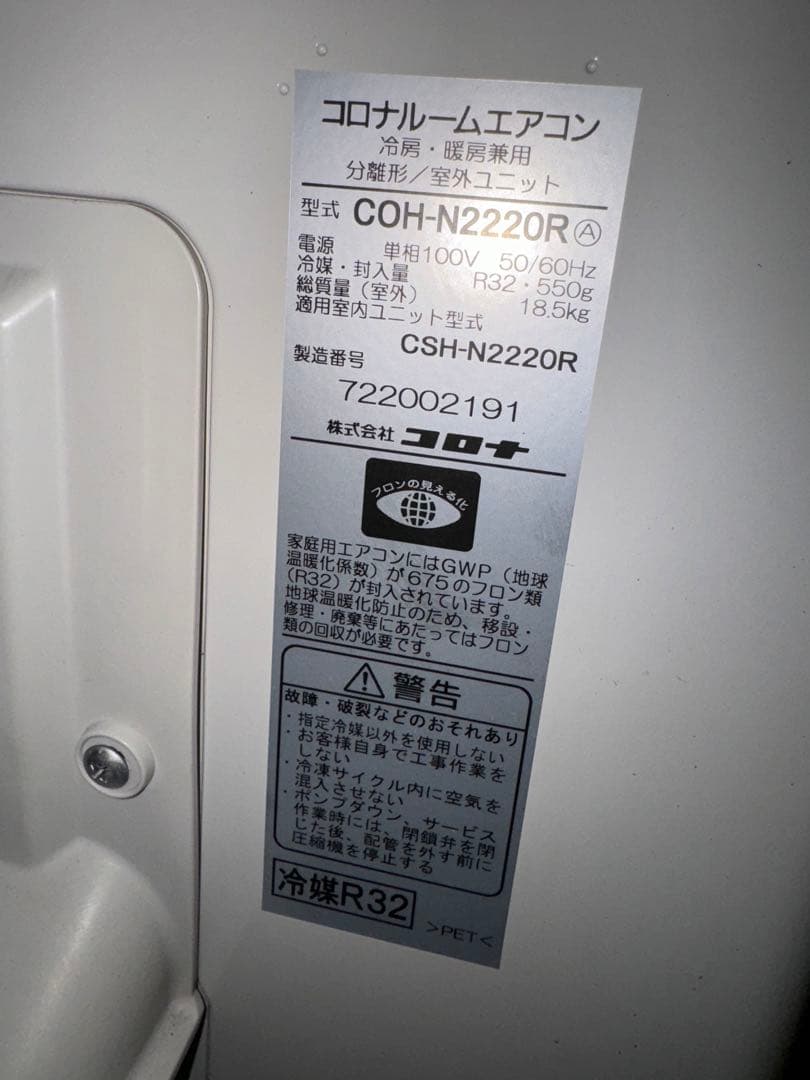 コロナルームエアコン
冷房・暖房兼用
分離形／室外ユニット
型式 COH-N2220R Ⓐ
電源 単相100V 50/60Hz
冷媒・封入量 R32・550g
総質量（室外） 18.5kg
適用室内ユニット型式
CSH-N2220R
製造番号
722002191
株式会社 コロナ
フロンの見える化
家庭用エアコンにはGWP（地球
温暖化係数）が675のフロン類
（R32）が封入されています。
地球温暖化防止のため、移設・
修理・廃棄等にあたってはフロン
類の回収が必要です。
警告
故障・破裂などのおそれあり
・指定冷媒以外を使用しない
・お客様自身で工事作業を
しない
・冷凍サイクル内に空気を
混入させない
・ポンプダウン、サービス
作業時には、閉鎖弁を閉
じた後、配管を外す前に
圧縮機を停止する
冷媒R32
>PET<